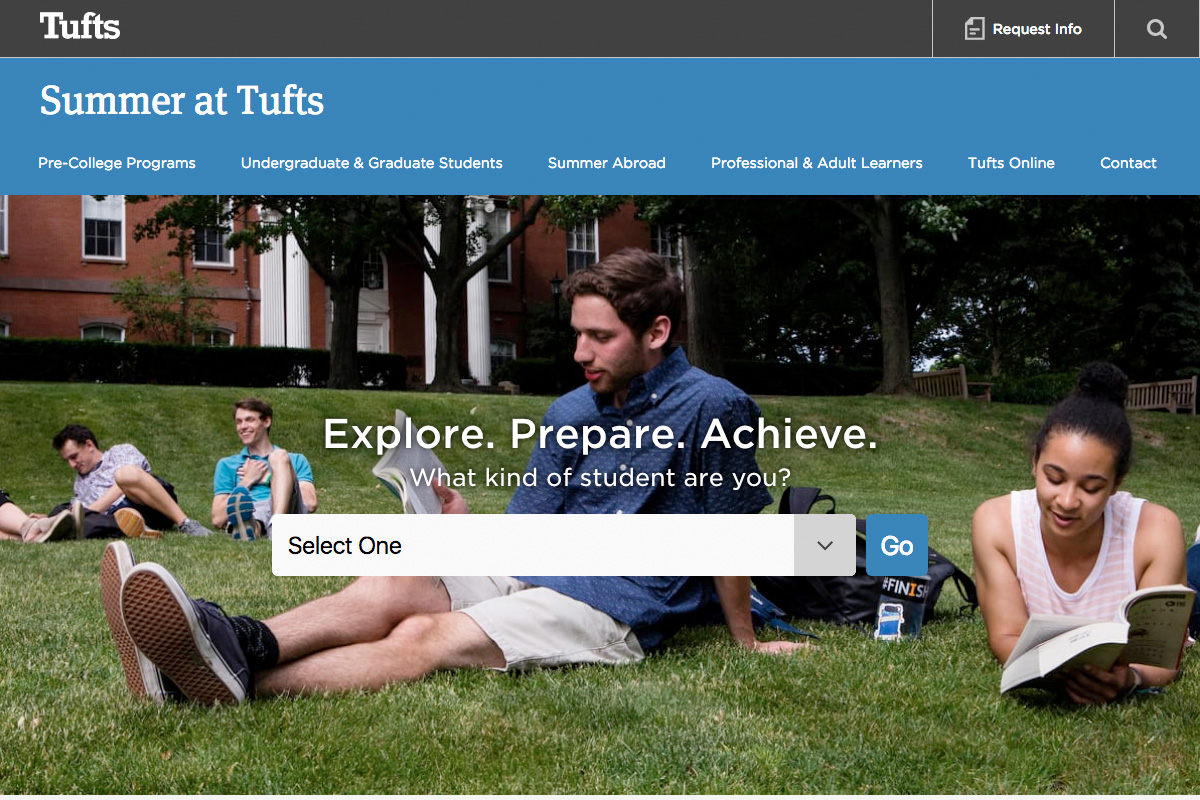 Tufts
Request Info
Summer at Tufts
Pre-College Programs
Undergraduate & Graduate Students
Summer Abroad
Professional & Adult Learners
Tufts Online
Contact
Explore. Prepare. Achieve.
What kind of student are you?
Select One
Go
#FINISH